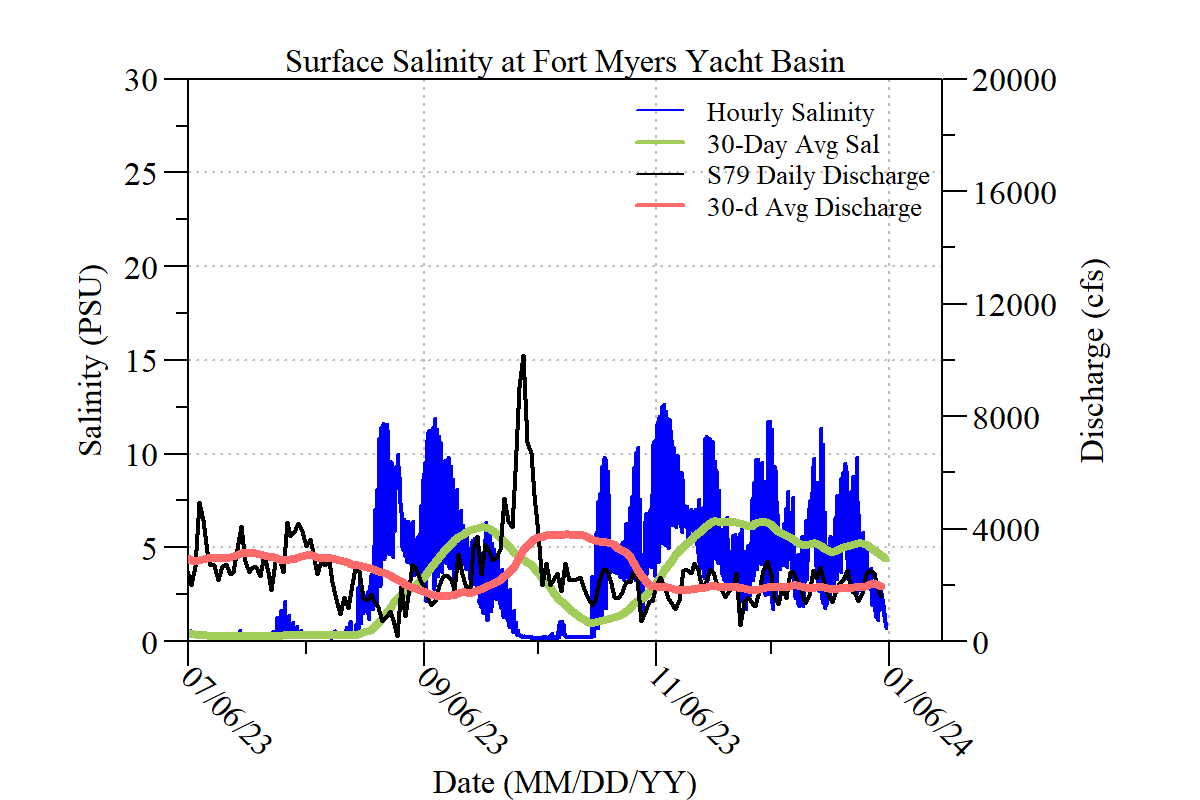 Surface Salinity at Fort Myers Yacht Basin
30
25
20
15
10
5
0
Salinity (PSU)
Hourly Salinity
30-Day Avg Sal
S79 Daily Discharge
30-d Avg Discharge
20000
16000
12000
8000
4000
0
Discharge (cfs)
07/06/23
09/06/23
11/06/23
01/06/24
Date (MM/DD/YY)